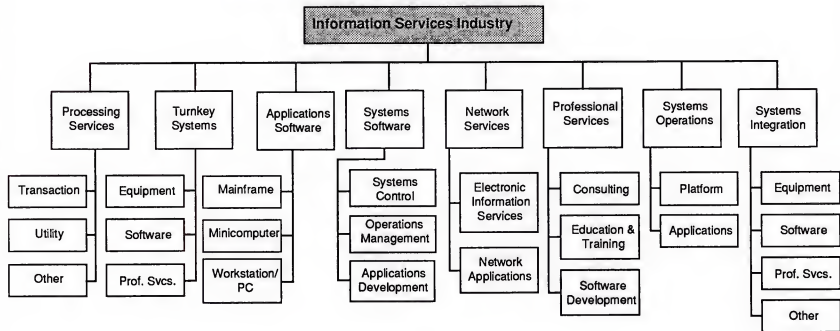 Information Services Industry
Processing
Services
Turnkey
Systems
Applications
Software
Systems
Software
Network
Services
Professional
Services
Systems
Operations
Systems
Integration
Transaction
Utility
Other
Equipment
Software
Prof. Svcs.
Mainframe
Minicomputer
Workstation/
PC
Systems
Control
Operations
Management
Applications
Development
Electronic
Information
Services
Network
Applications
Consulting
Education &
Training
Software
Development
Platform
Applications
Equipment
Software
Prof. Svcs.
Other